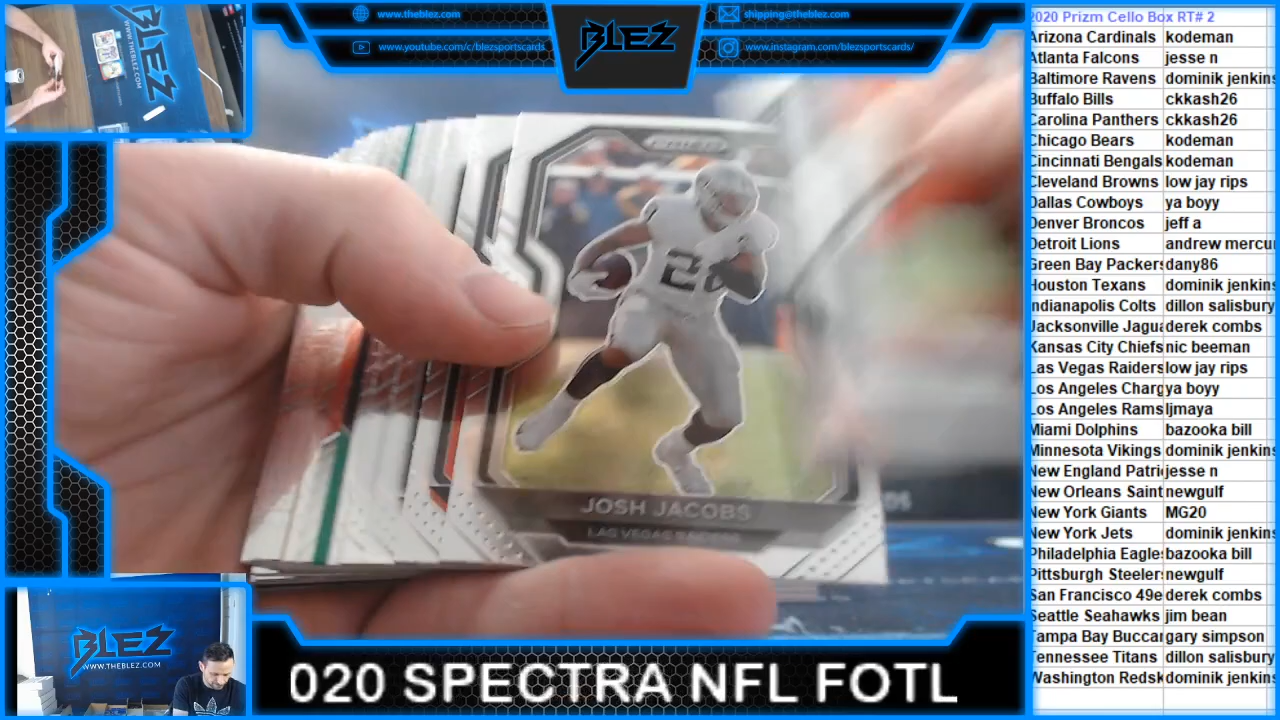 www.theblez.com
www.youtube.com/c/blezsportscards
BLEZ
shipping@theblez.com
www.instagram.com/blezsportscards/
BLEZ
WWW.THEBLEZ.COM
JOSH JACOBS
LAS VEGAS RAIDERS
BLEZ
WWW.THEBLEZ.COM
020 SPECTRA NFL FOTL
2020 Prizm Cello Box RT# 2
Arizona Cardinals kodeman
Atlanta Falcons jesse n
Baltimore Ravens dominik jenkins
Buffalo Bills ckkash26
Carolina Panthers ckkash26
Chicago Bears kodeman
Cincinnati Bengals kodeman
Cleveland Browns low jay rips
Dallas Cowboys ya boyy
Denver Broncos jeff a
Detroit Lions andrew mercu
Green Bay Packers dany86
Houston Texans dominik jenkins
Indianapolis Colts dillon salisbury
Jacksonville Jagua derek combs
Kansas City Chiefs nic beeman
Las Vegas Raiders low jay rips
Los Angeles Charg ya boyy
Los Angeles Rams ljmaya
Miami Dolphins bazooka bill
Minnesota Vikings dominik jenkins
New England Patri jesse n
New Orleans Saint newgulf
New York Giants MG20
New York Jets dominik jenkins
Philadelphia Eagles bazooka bill
Pittsburgh Steelers newgulf
San Francisco 49e derek combs
Seattle Seahawks jim bean
Tampa Bay Buccar gary simpson
Tennessee Titans dillon salisbury
Washington Redsk dominik jenkins